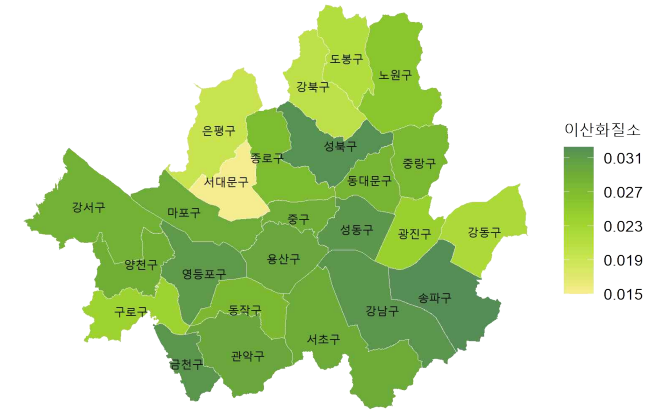 도봉구
노원구
강북구
은평구
성북구
종로구
중랑구
서대문구
동대문구
강서구
마포구
중구
성동구
광진구
강동구
양천구
영등포구
용산구
송파구
구로구
동작구
강남구
서초구
관악구
금천구
이산화질소
0.031
0.027
0.023
0.019
0.015